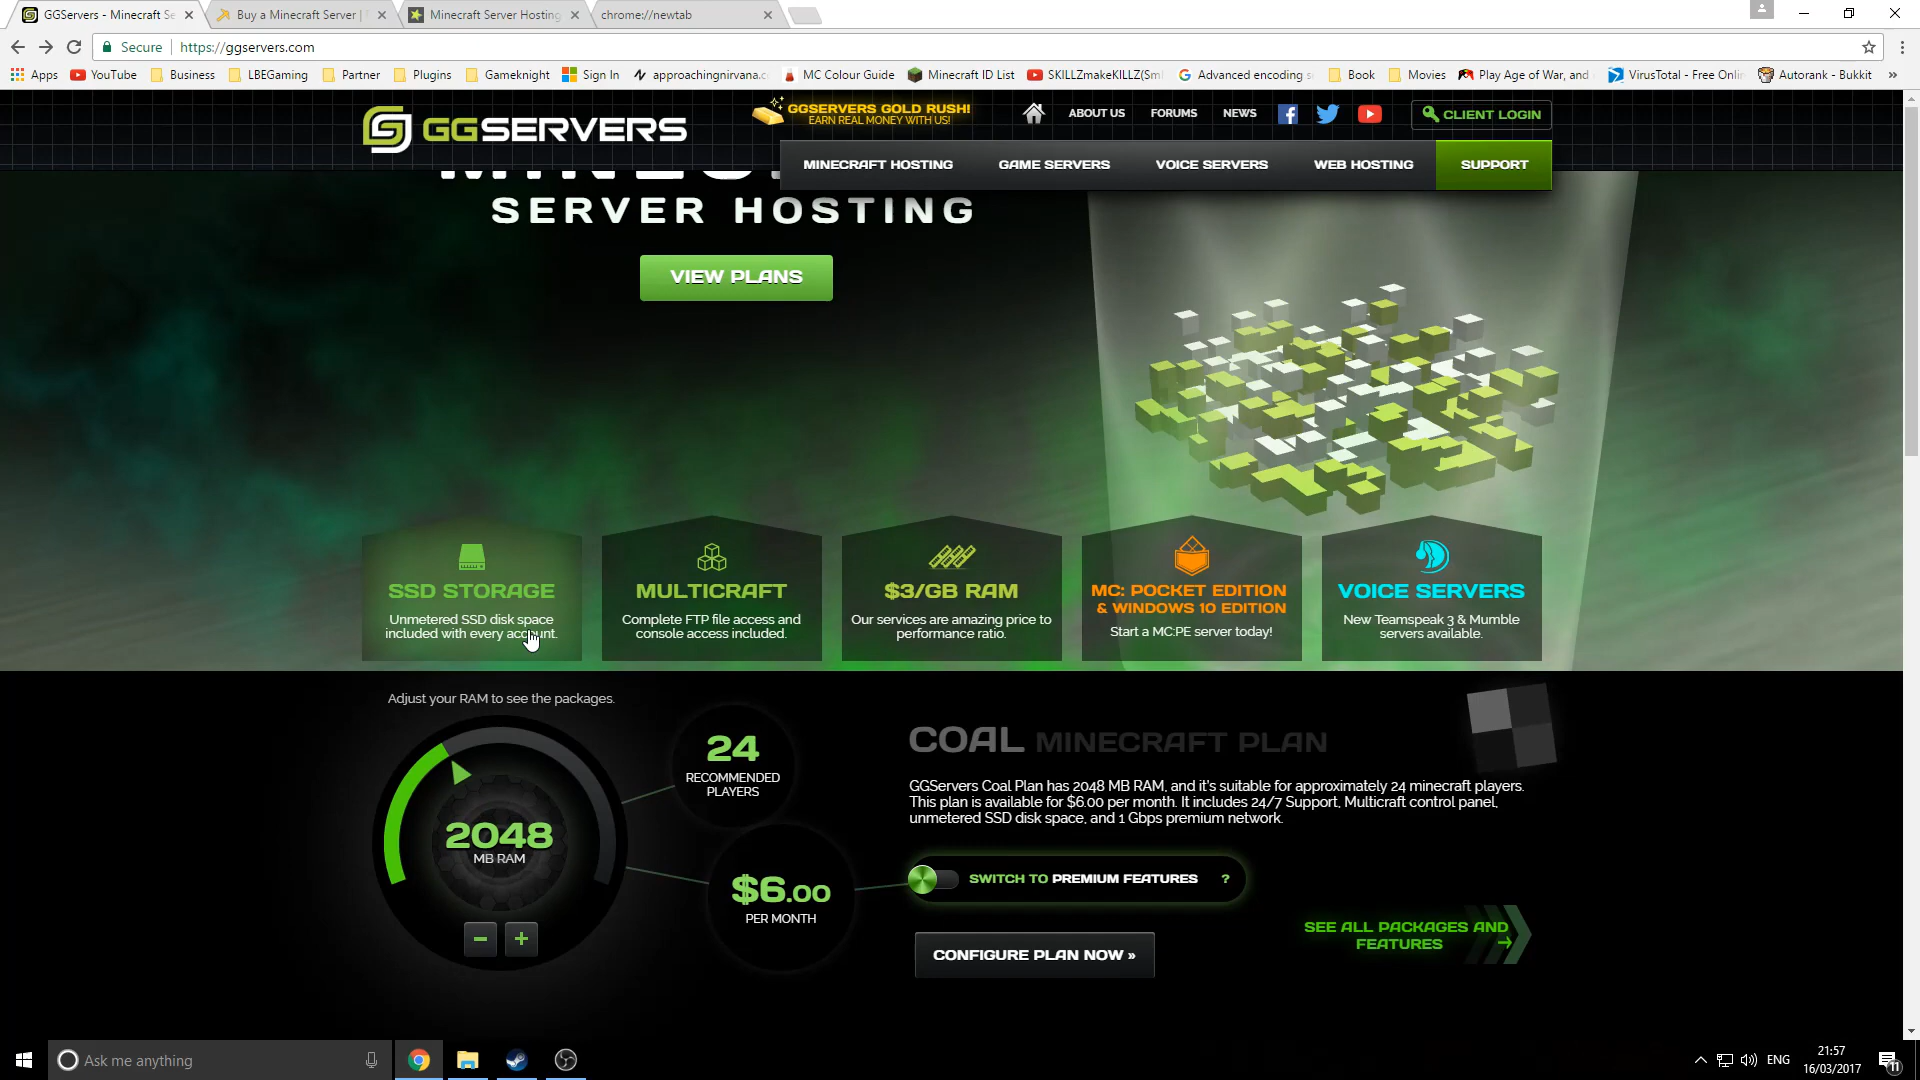 GGServers - Minecraft Se
Buy a Minecraft Server |
Minecraft Server Hosting
chrome://newtab
Secure
https://ggservers.com
Apps
YouTube
Business
LBEGaming
Partner
Plugins
Gameknight
Sign In
approachingnirvana.c
MC Colour Guide
Minecraft ID List
SKILLZmakeKILLZ(Sml
Advanced encoding s
Book
Movies
Play Age of War, and
VirusTotal - Free Onlin
Autorank - Bukkit
»
GGSERVERS
GGSERVERS GOLD RUSH!
EARN REAL MONEY WITH US!
ABOUT US
FORUMS
NEWS
CLIENT LOGIN
MINECRAFT HOSTING
GAME SERVERS
VOICE SERVERS
WEB HOSTING
SUPPORT
SERVER HOSTING
VIEW PLANS
SSD STORAGE
Unmetered SSD disk space
included with every account.
MULTICRAFT
Complete FTP file access and
console access included.
$3/GB RAM
Our services are amazing price to
performance ratio.
MC: POCKET EDITION
& WINDOWS 10 EDITION
Start a MC:PE server today!
VOICE SERVERS
New Teamspeak 3 & Mumble
servers available.
Adjust your RAM to see the packages.
2048
MB RAM
24
RECOMMENDED
PLAYERS
$6.00
PER MONTH
COAL MINECRAFT PLAN
GGServers Coal Plan has 2048 MB RAM, and it's suitable for approximately 24 minecraft players.
This plan is available for $6.00 per month. It includes 24/7 Support, Multicraft control panel,
unmetered SSD disk space, and 1 Gbps premium network.
SWITCH TO PREMIUM FEATURES ?
CONFIGURE PLAN NOW »
SEE ALL PACKAGES AND
FEATURES
Ask me anything
ENG
21:57
16/03/2017
11